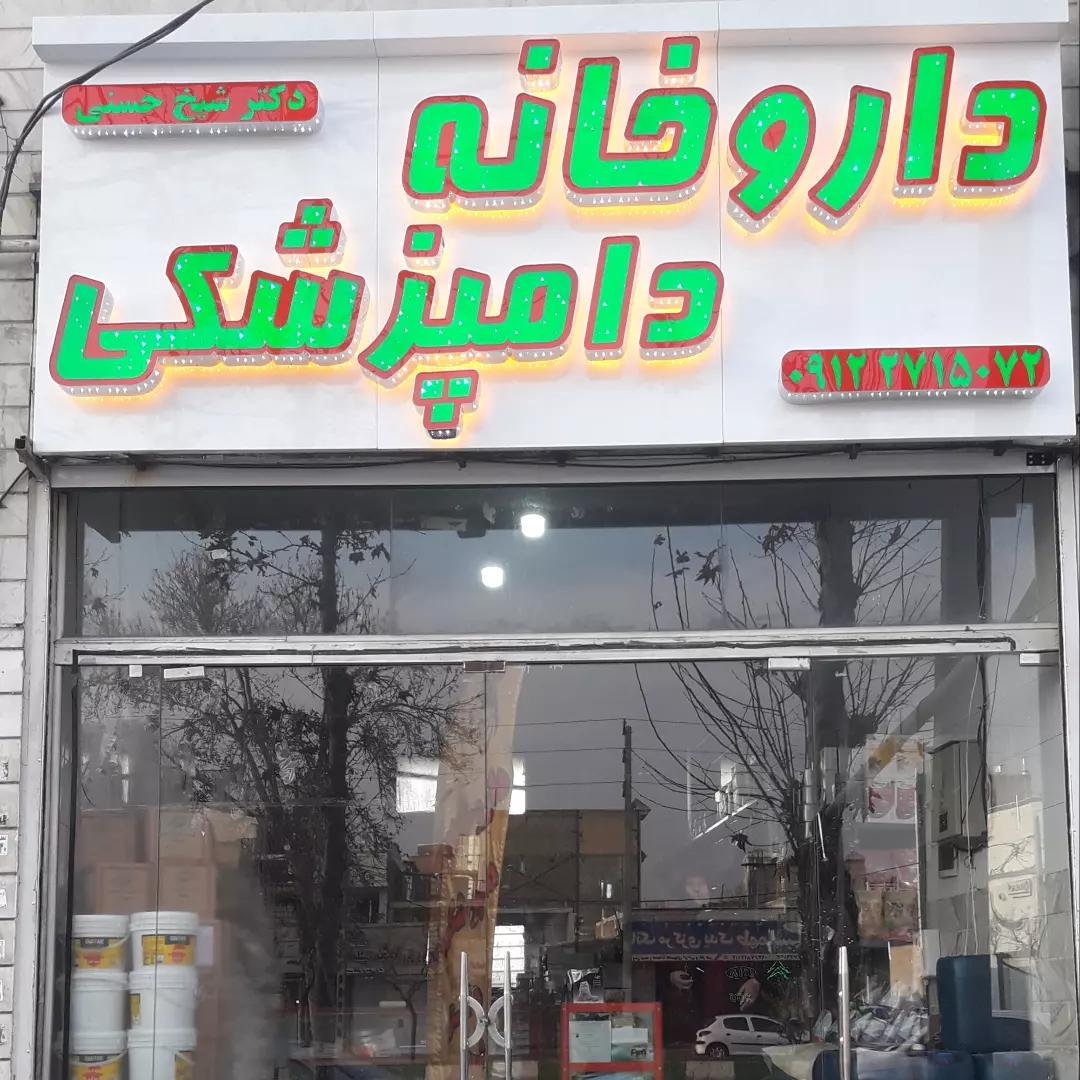 دکتر شیخ حسنی
داروخانه
دامپزشکی
۰۹۱۲ ۲۷۱۵۰۷۲